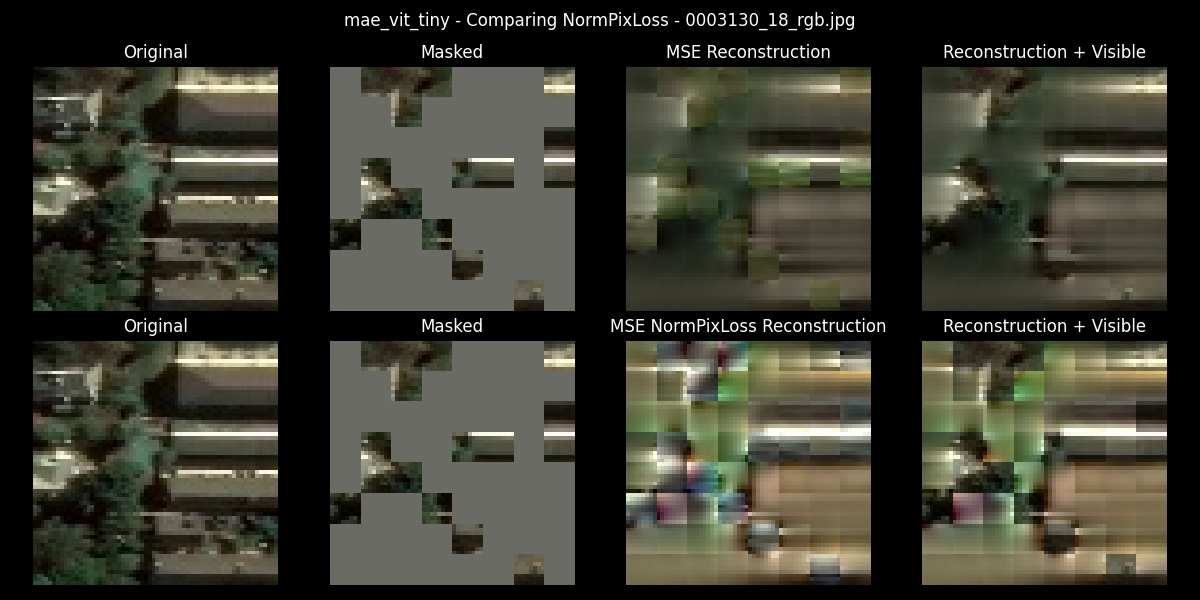 mae_vit_tiny - Comparing NormPixLoss - 0003130_18_rgb.jpg
Original Masked MSE Reconstruction Reconstruction + Visible
Original Masked MSE NormPixLoss Reconstruction Reconstruction + Visible